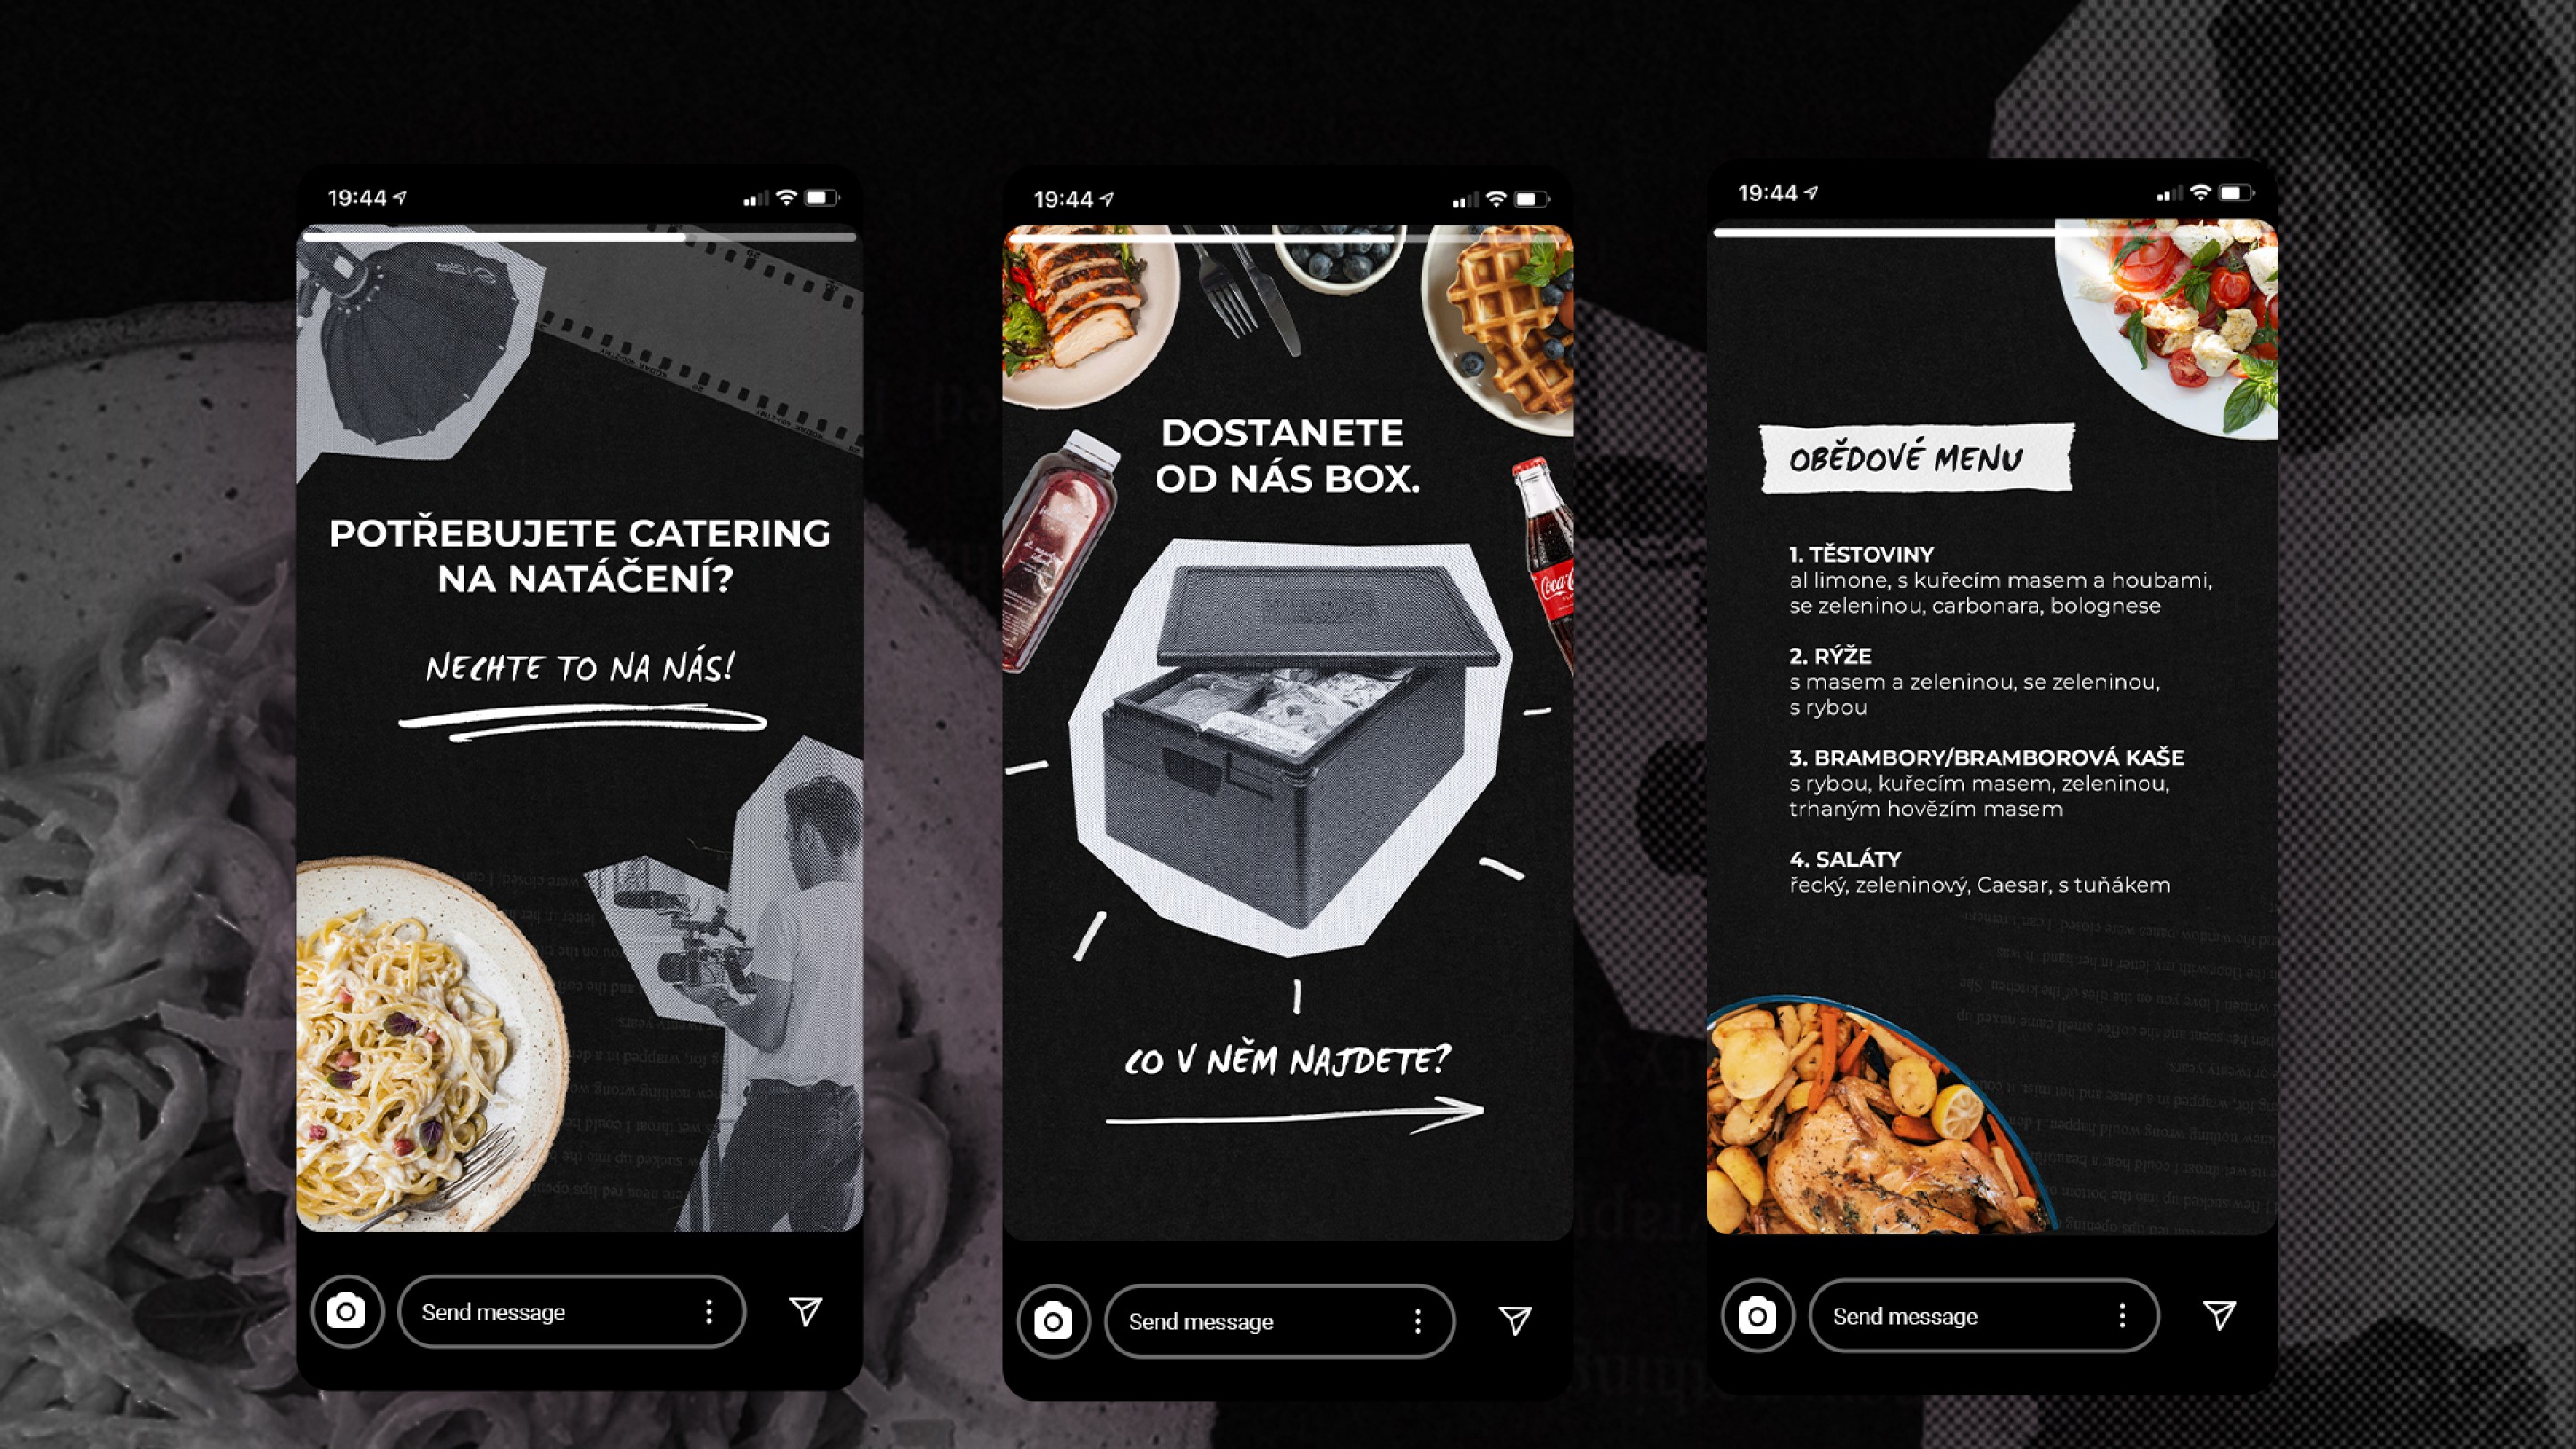 19:44
POTŘEBUJETE CATERING
NA NATÁČENÍ?
NECHTE TO NA NÁS!
Send message
19:44
DOSTANETE
OD NÁS BOX.
Coca-C
CO V NĚM NAJDETE?
Send message
19:44
OBĚDOVÉ MENU
1. TĚSTOVINY
al limone, s kuřecím masem a houbami,
se zeleninou, carbonara, bolognese
2. RÝŽE
s masem a zeleninou, se zeleninou,
s rybou
3. BRAMBORY/BRAMBOROVÁ KAŠE
s rybou, kuřecím masem, zeleninou,
trhaným hovězím masem
4. SALÁTY
řecký, zeleninový, Caesar, s tuňákem
Send message